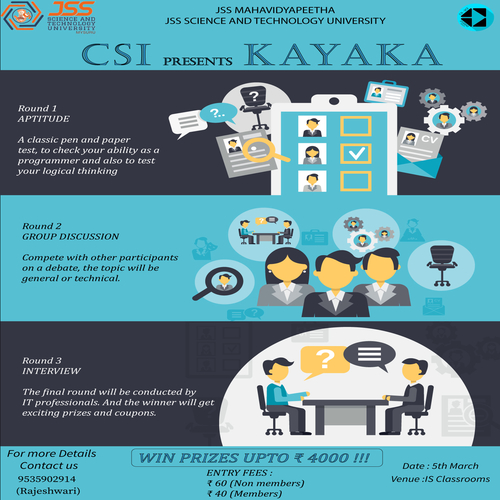 JSS MAHAVIDYAPEETHA
JSS SCIENCE AND TECHNOLOGY UNIVERSITY
JSS
SCIENCE AND
TECHNOLOGY
UNIVERSITY
MYSURU
CSI PRESENTS KAYAKA
Round 1
APTITUDE
A classic pen and paper
test, to check your ability as a
programmer and also to test
your logical thinking
?..
CV
Round 2
GROUP DISCUSSION
Compete with other participants
on a debate, the topic will be
general or technical.
Round 3
INTERVIEW
The final round will be conducted by
IT professionals. And the winner will get
exciting prizes and coupons.
?
For more Details
Contact us
9535902914
(Rajeshwari)
WIN PRIZES UPTO ₹ 4000 !!!
ENTRY FEES :
₹ 60 (Non members)
₹ 40 (Members)
Date : 5th March
Venue :IS Classrooms